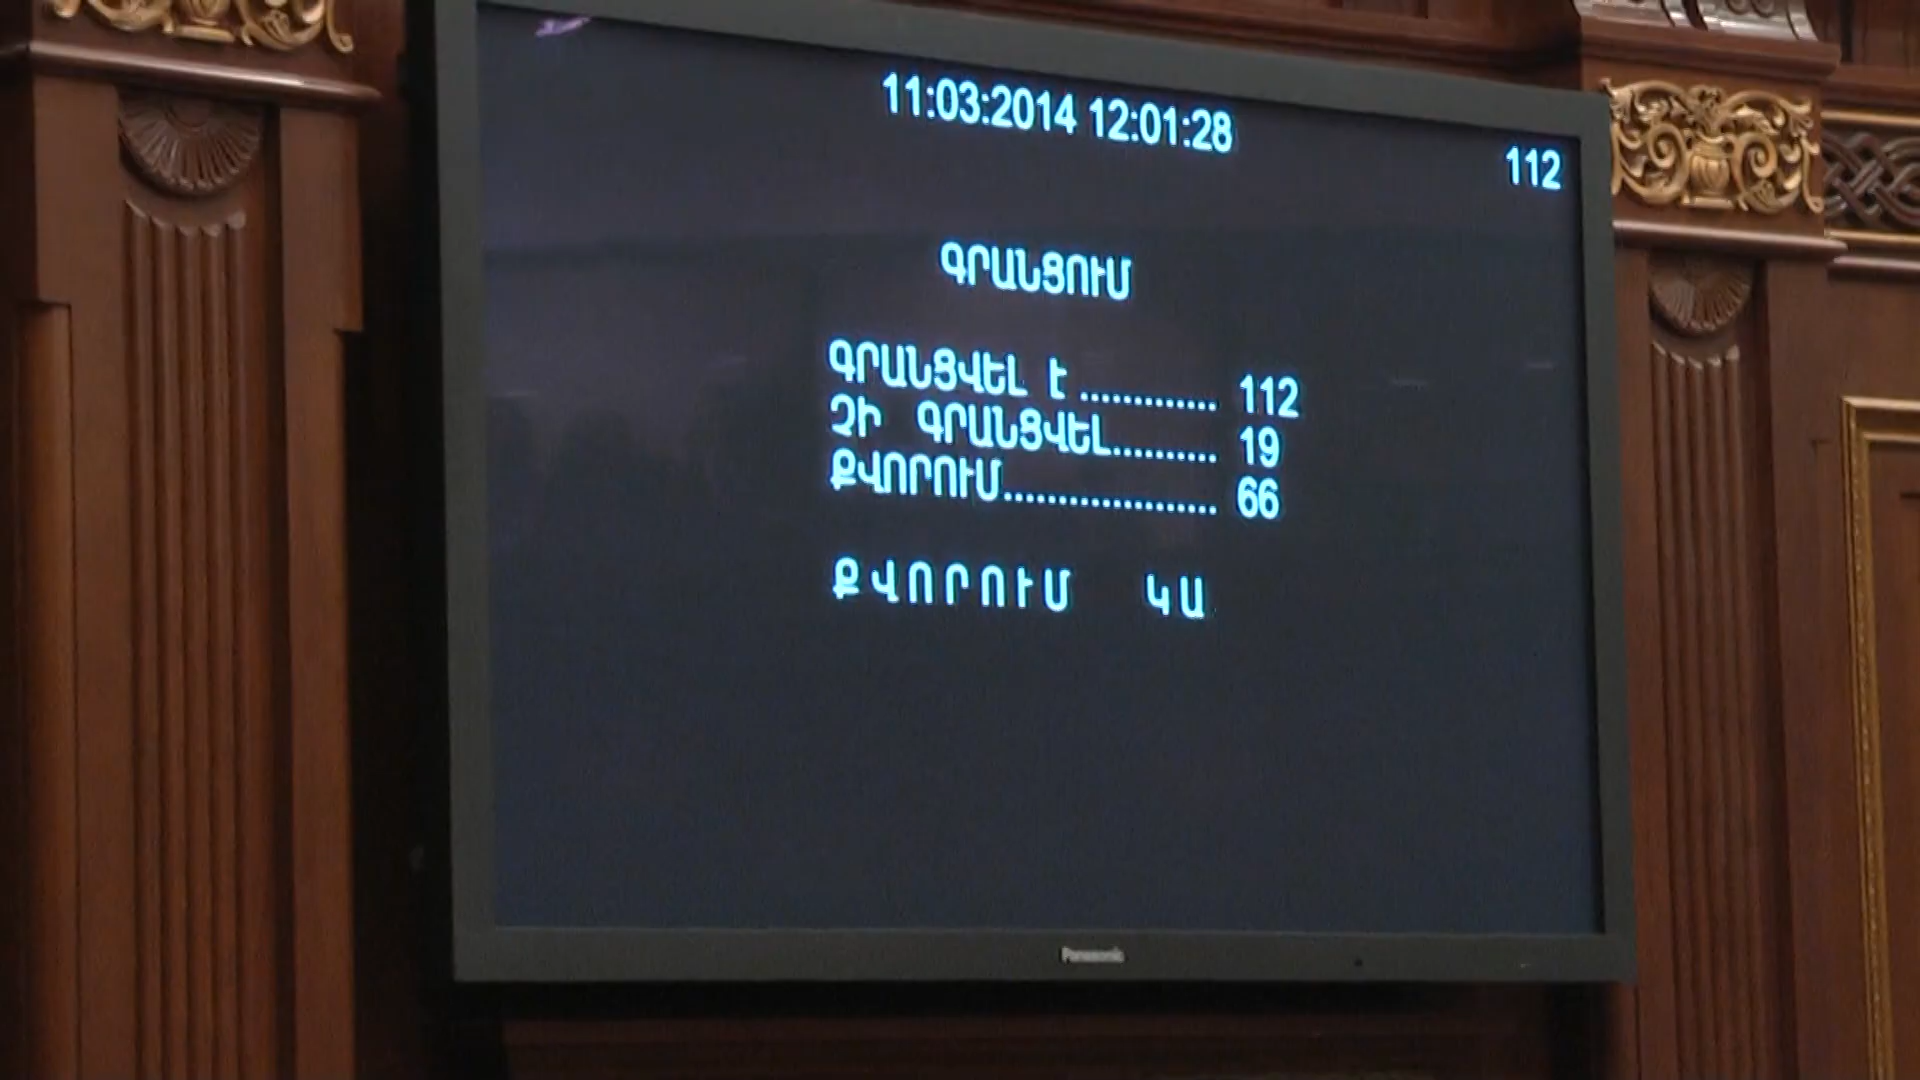 11:03:2014 12:01:28
112
ԳՐԱՆՑՈՒՄ
ԳՐԱՆՑՎԵԼ Է ............. 112
ՉԻ ԳՐԱՆՑՎԵԼ.......... 19
ՔՎՈՐՈՒՄ.................... 66
ՔՎՈՐՈՒՄ ԿԱ
Panasonic